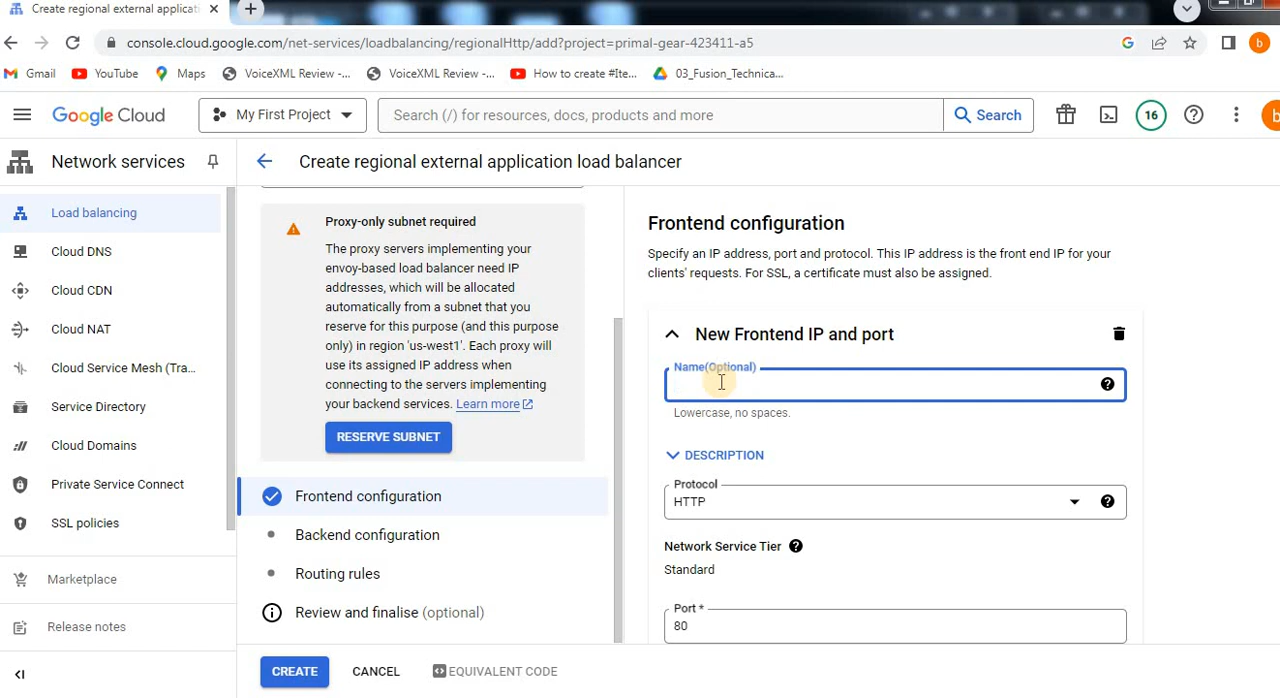 Create regional external applicati
console.cloud.google.com/net-services/loadbalancing/regionalHttp/add?project=primal-gear-423411-a5
Gmail
YouTube
Maps
VoiceXML Review -...
VoiceXML Review -...
How to create #Ite...
03_Fusion_Technica...
b
Google Cloud
My First Project
Search (/) for resources, docs, products and more
Search
16
b
Network services
Create regional external application load balancer
Load balancing
Cloud DNS
Cloud CDN
Cloud NAT
Cloud Service Mesh (Tra...
Service Directory
Cloud Domains
Private Service Connect
SSL policies
Marketplace
Release notes
Proxy-only subnet required
The proxy servers implementing your
envoy-based load balancer need IP
addresses, which will be allocated
automatically from a subnet that you
reserve for this purpose (and this purpose
only) in region 'us-west1'. Each proxy will
use its assigned IP address when
connecting to the servers implementing
your backend services. Learn more
RESERVE SUBNET
Frontend configuration
Backend configuration
Routing rules
Review and finalise (optional)
Frontend configuration
Specify an IP address, port and protocol. This IP address is the front end IP for your
clients' requests. For SSL, a certificate must also be assigned.
New Frontend IP and port
Name(Optional)
Lowercase, no spaces.
DESCRIPTION
Protocol
HTTP
Network Service Tier
Standard
Port *
80
CREATE
CANCEL
EQUIVALENT CODE